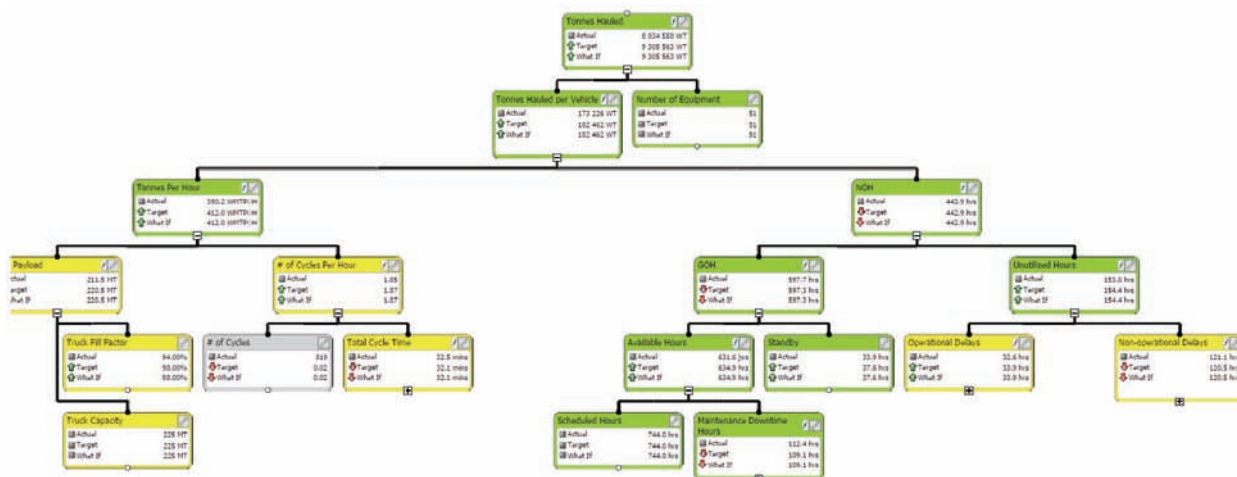 Tonnes Hauled
Actual 8 834 550 WT
Target 9 305 563 WT
What If 9 305 563 WT
Tonnes Hauled per Vehicle
Actual 173 226 WT
Target 182 462 WT
What If 182 462 WT
Number of Equipment
Actual 51
Target 51
What If 51
Tonnes Per Hour
Actual 390.2 WMTPOH
Target 412.0 WMTPOH
What If 412.0 WMTPOH
NOH
Actual 443.9 hrs
Target 442.9 hrs
What If 442.9 hrs
Payload
ctual 211.5 MT
arget 220.5 MT
hat If 220.5 MT
# of Cycles Per Hour
Actual 1.85
Target 1.87
What If 1.87
GOH
Actual 597.7 hrs
Target 597.3 hrs
What If 597.3 hrs
Unutilised Hours
Actual 153.8 hrs
Target 154.4 hrs
What If 154.4 hrs
Truck Fill Factor
Actual 94.00%
Target 98.00%
What If 98.00%
# of Cycles
Actual 819
Target 0.02
What If 0.02
Total Cycle Time
Actual 32.5 mins
Target 32.1 mins
What If 32.1 mins
Available Hours
Actual 631.6 hrs
Target 634.9 hrs
What If 634.9 hrs
Standby
Actual 33.9 hrs
Target 37.6 hrs
What If 37.6 hrs
Operational Delays
Actual 32.6 hrs
Target 33.9 hrs
What If 33.9 hrs
Non-operational Delays
Actual 121.1 hrs
Target 120.5 hrs
What If 120.5 hrs
Truck Capacity
Actual 225 MT
Target 225 MT
What If 225 MT
Scheduled Hours
Actual 744.0 hrs
Target 744.0 hrs
What If 744.0 hrs
Maintenance Downtime
Hours
Actual 112.4 hrs
Target 109.1 hrs
What If 109.1 hrs